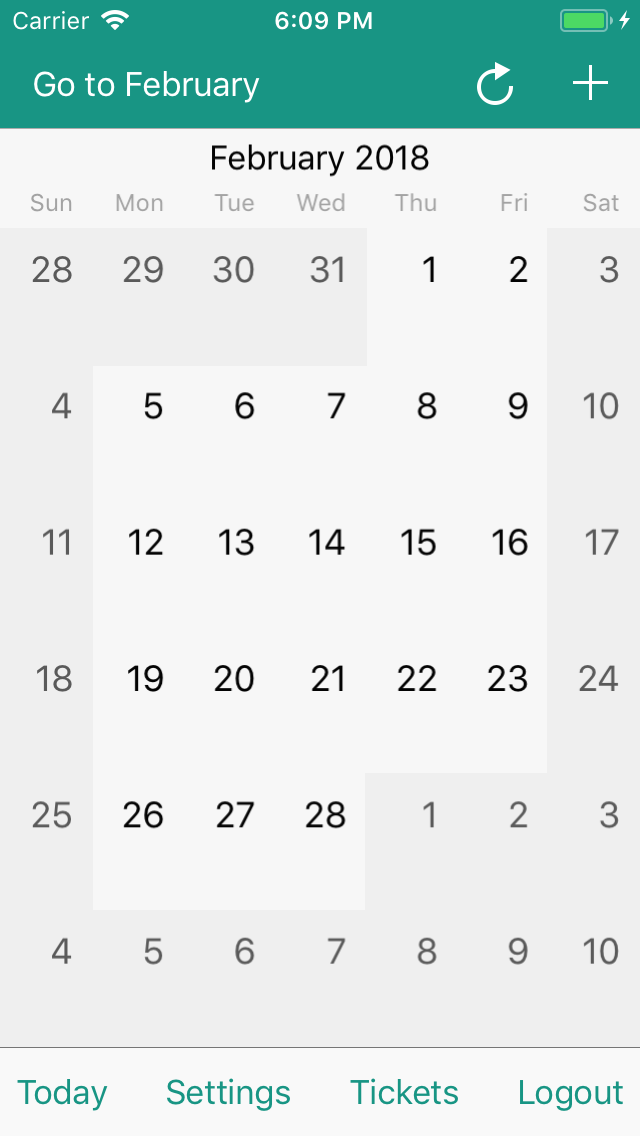 Carrier 6:09 PM
Go to February
February 2018
Sun Mon Tue Wed Thu Fri Sat
28 29 30 31 1 2 3
4 5 6 7 8 9 10
11 12 13 14 15 16 17
18 19 20 21 22 23 24
25 26 27 28 1 2 3
4 5 6 7 8 9 10
Today Settings Tickets Logout